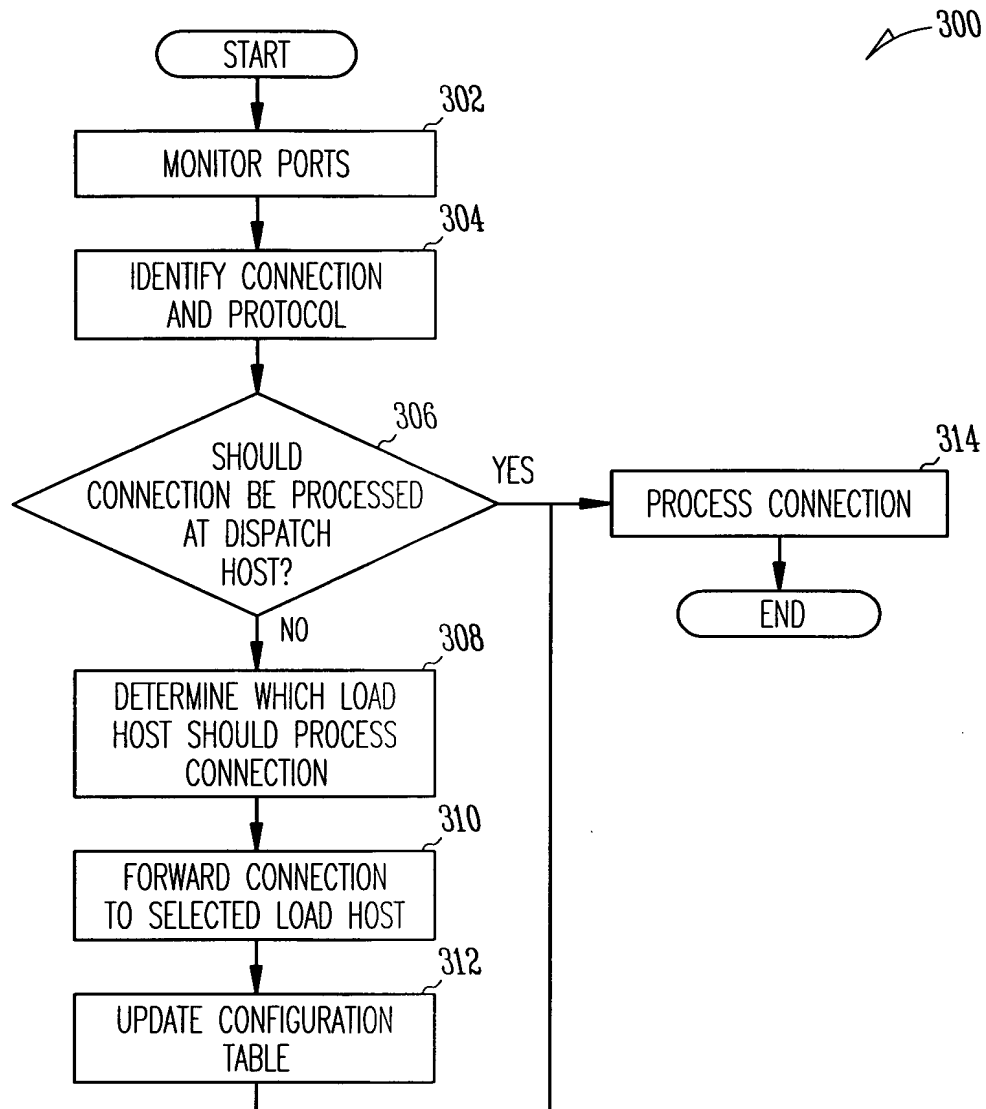 300
START
302
MONITOR PORTS
304
IDENTIFY CONNECTION
AND PROTOCOL
306
SHOULD
CONNECTION BE PROCESSED
AT DISPATCH
HOST?
YES
314
PROCESS CONNECTION
END
NO
308
DETERMINE WHICH LOAD
HOST SHOULD PROCESS
CONNECTION
310
FORWARD CONNECTION
TO SELECTED LOAD HOST
312
UPDATE CONFIGURATION
TABLE